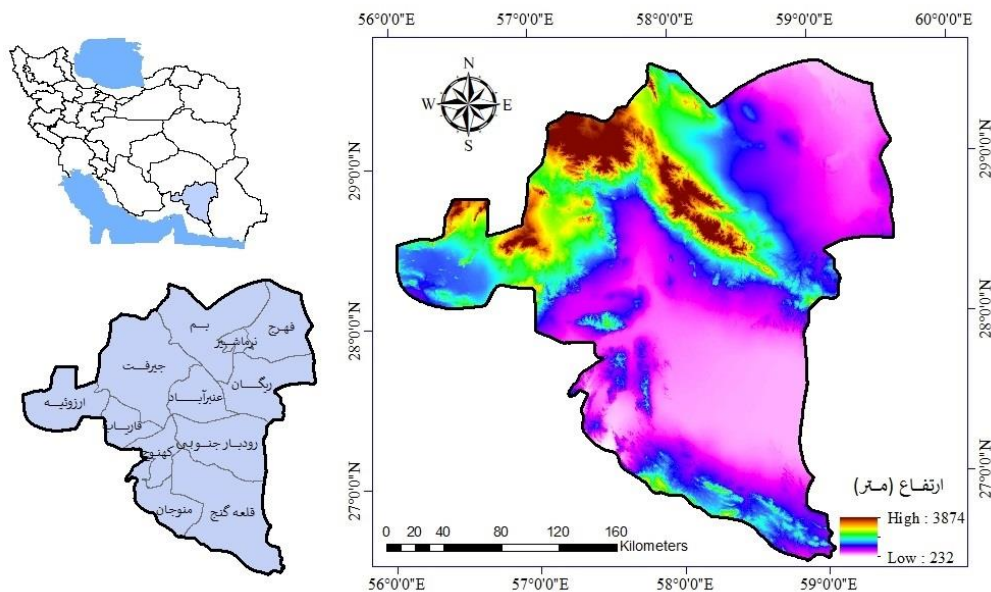 56°0'0"E 57°0'0"E 58°0'0"E 59°0'0"E 60°0'0"E
N
W E
S
29°0'0"N
29°0'0"N
28°0'0"N
28°0'0"N
27°0'0"N
27°0'0"N
ارتفاع (متر)
High : 3874
Low : 232
0 20 40 80 120 160
Kilometers
56°0'0"E 57°0'0"E 58°0'0"E 59°0'0"E
فهرج
بم
نرماشیر
جیرفت
ریگان
عنبرآباد
ارزوئیه
فاریاب
رودبار جنوبی
کهنوج
قلعه گنج
منوجان